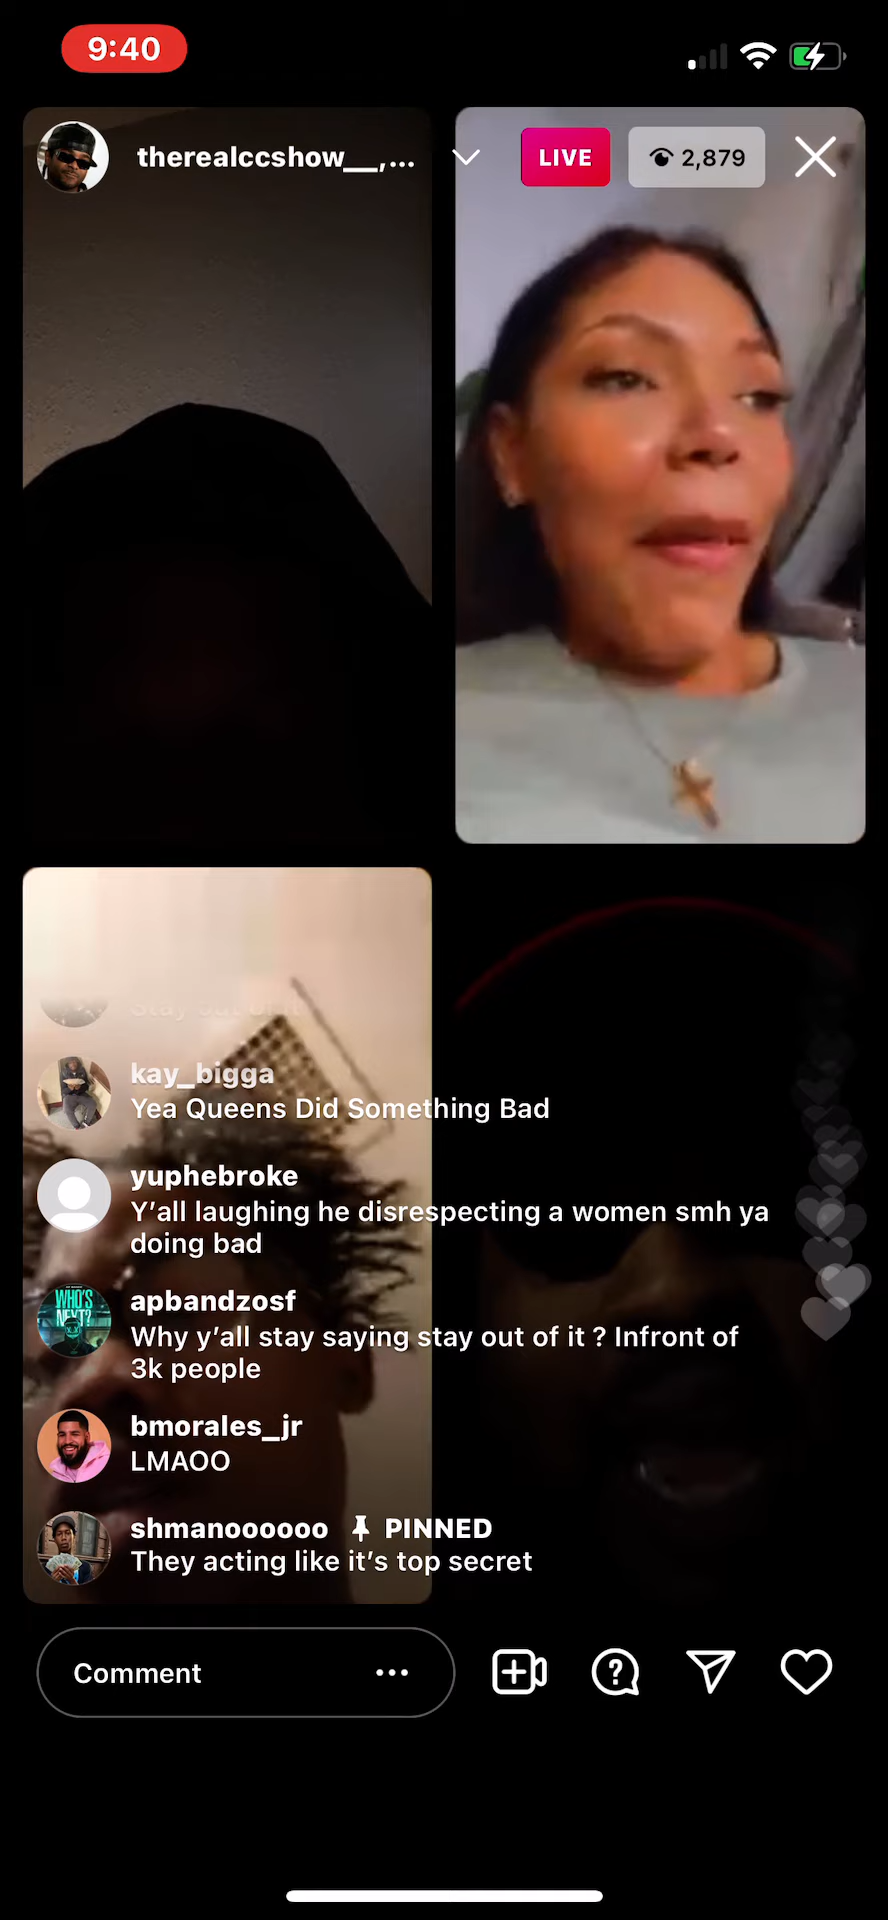 9:40
therealccshow__,...
LIVE
2,879
kay_bigga
Yea Queens Did Something Bad
yuphebroke
Y’all laughing he disrespecting a women smh ya
doing bad
apbandzosf
WHO'S
NEXT?
Why y’all stay saying stay out of it ? Infront of
3k people
bmorales_jr
LMAOO
shmanoooooo PINNED
They acting like it’s top secret
Comment